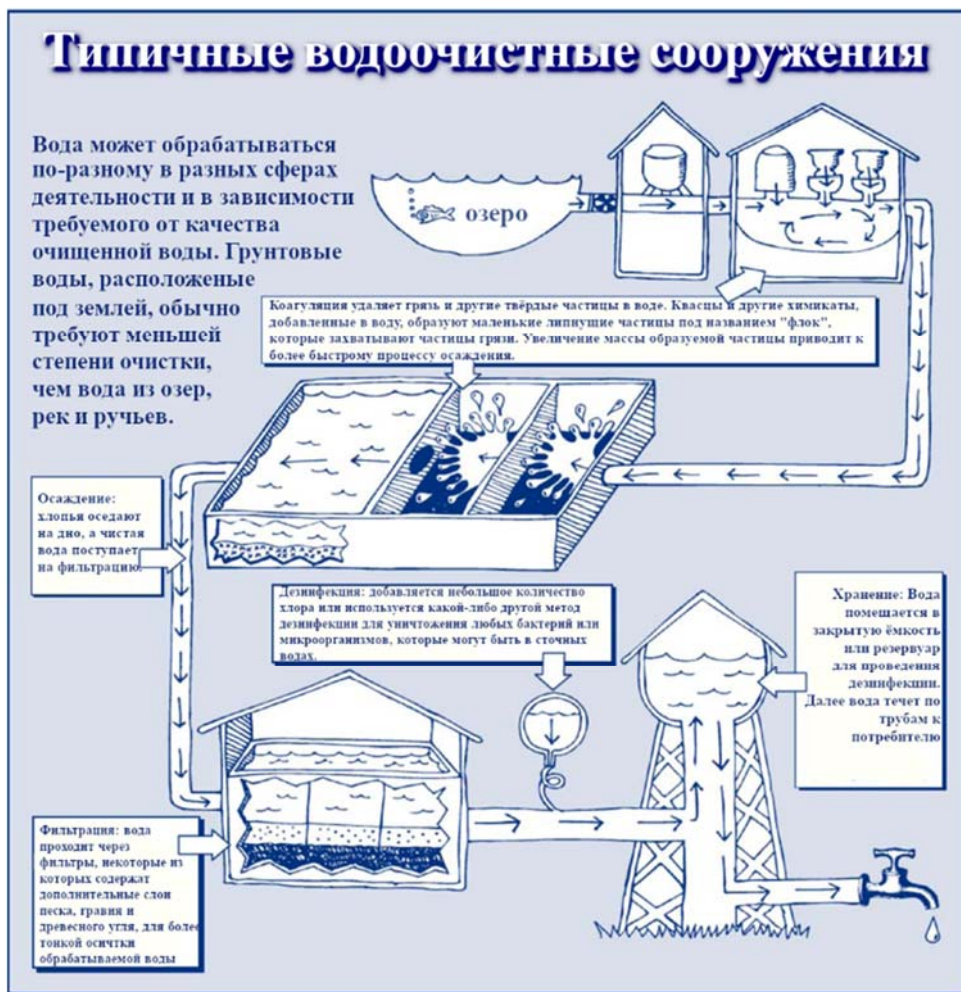 Типичные водоочистные сооружения
Вода может обрабатываться
по-разному в разных сферах
деятельности и в зависимости
требуемого от качества
очищенной воды. Грунтовые
воды, расположеные
под землей, обычно
требуют меньшей
степени очистки,
чем вода из озер,
рек и ручьев.
озеро
Коагуляция удаляет грязь и другие твёрдые частицы в воде. Квасцы и другие химикаты,
добавленные в воду, образуют маленькие липнущие частицы под названием "флок",
которые захватывают частицы грязи. Увеличение массы образуемой частицы приводит к
более быстрому процессу осаждения.
Осаждение:
хлопья оседают
на дно, а чистая
вода поступает
на фильтрацию.
Дезинфекция: добавляется небольшое количество
хлора или используется какой-либо другой метод
дезинфекции для уничтожения любых бактерий или
микроорганизмов, которые могут быть в сточных
водах.
Хранение: Вода
помещается в
закрытую ёмкость
или резервуар
для проведения
дезинфекции.
Далее вода течет по
трубам к
потребителю
Фильтрация: вода
проходит через
фильтры, некоторые из
которых содержат
дополнительные слои
песка, гравия и
древесного угля, для более
тонкой осичтки
обрабатываемой воды